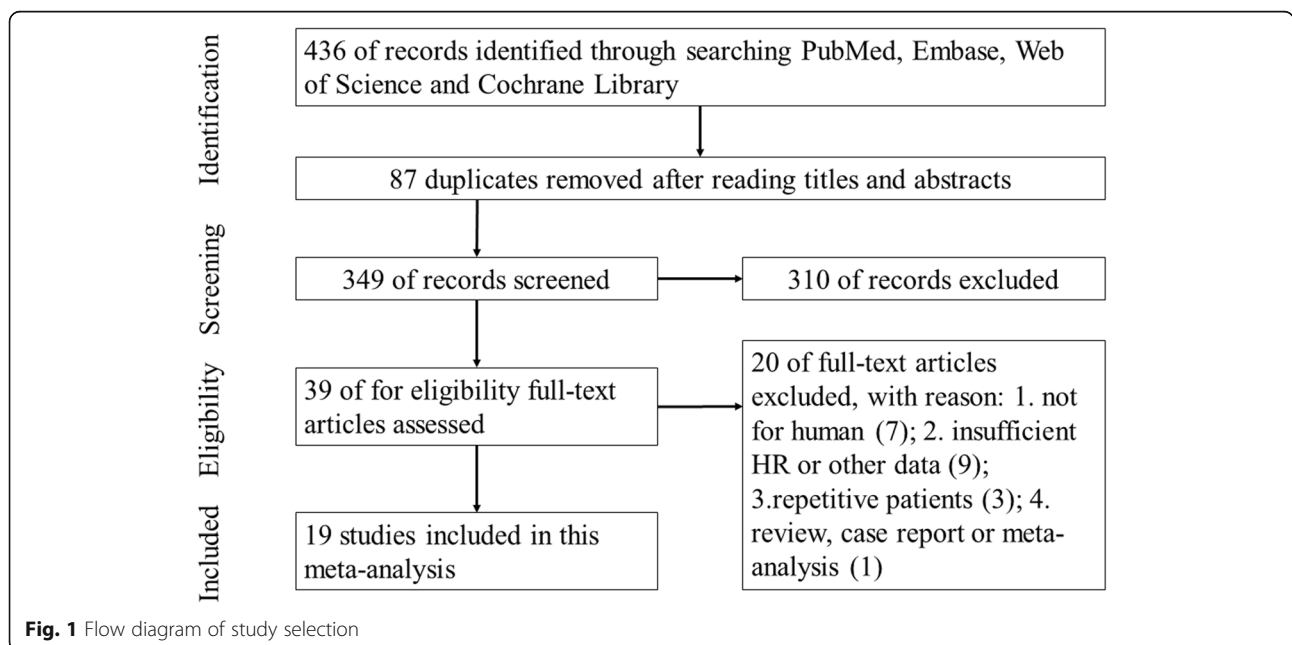 Identification
436 of records identified through searching PubMed, Embase, Web
of Science and Cochrane Library
87 duplicates removed after reading titles and abstracts
Screening
349 of records screened
310 of records excluded
Eligibility
39 of for eligibility full-text
articles assessed
20 of full-text articles
excluded, with reason: 1. not
for human (7); 2. insufficient
HR or other data (9);
3.repetitive patients (3); 4.
review, case report or meta-
analysis (1)
Included
19 studies included in this
meta-analysis
Fig. 1 Flow diagram of study selection